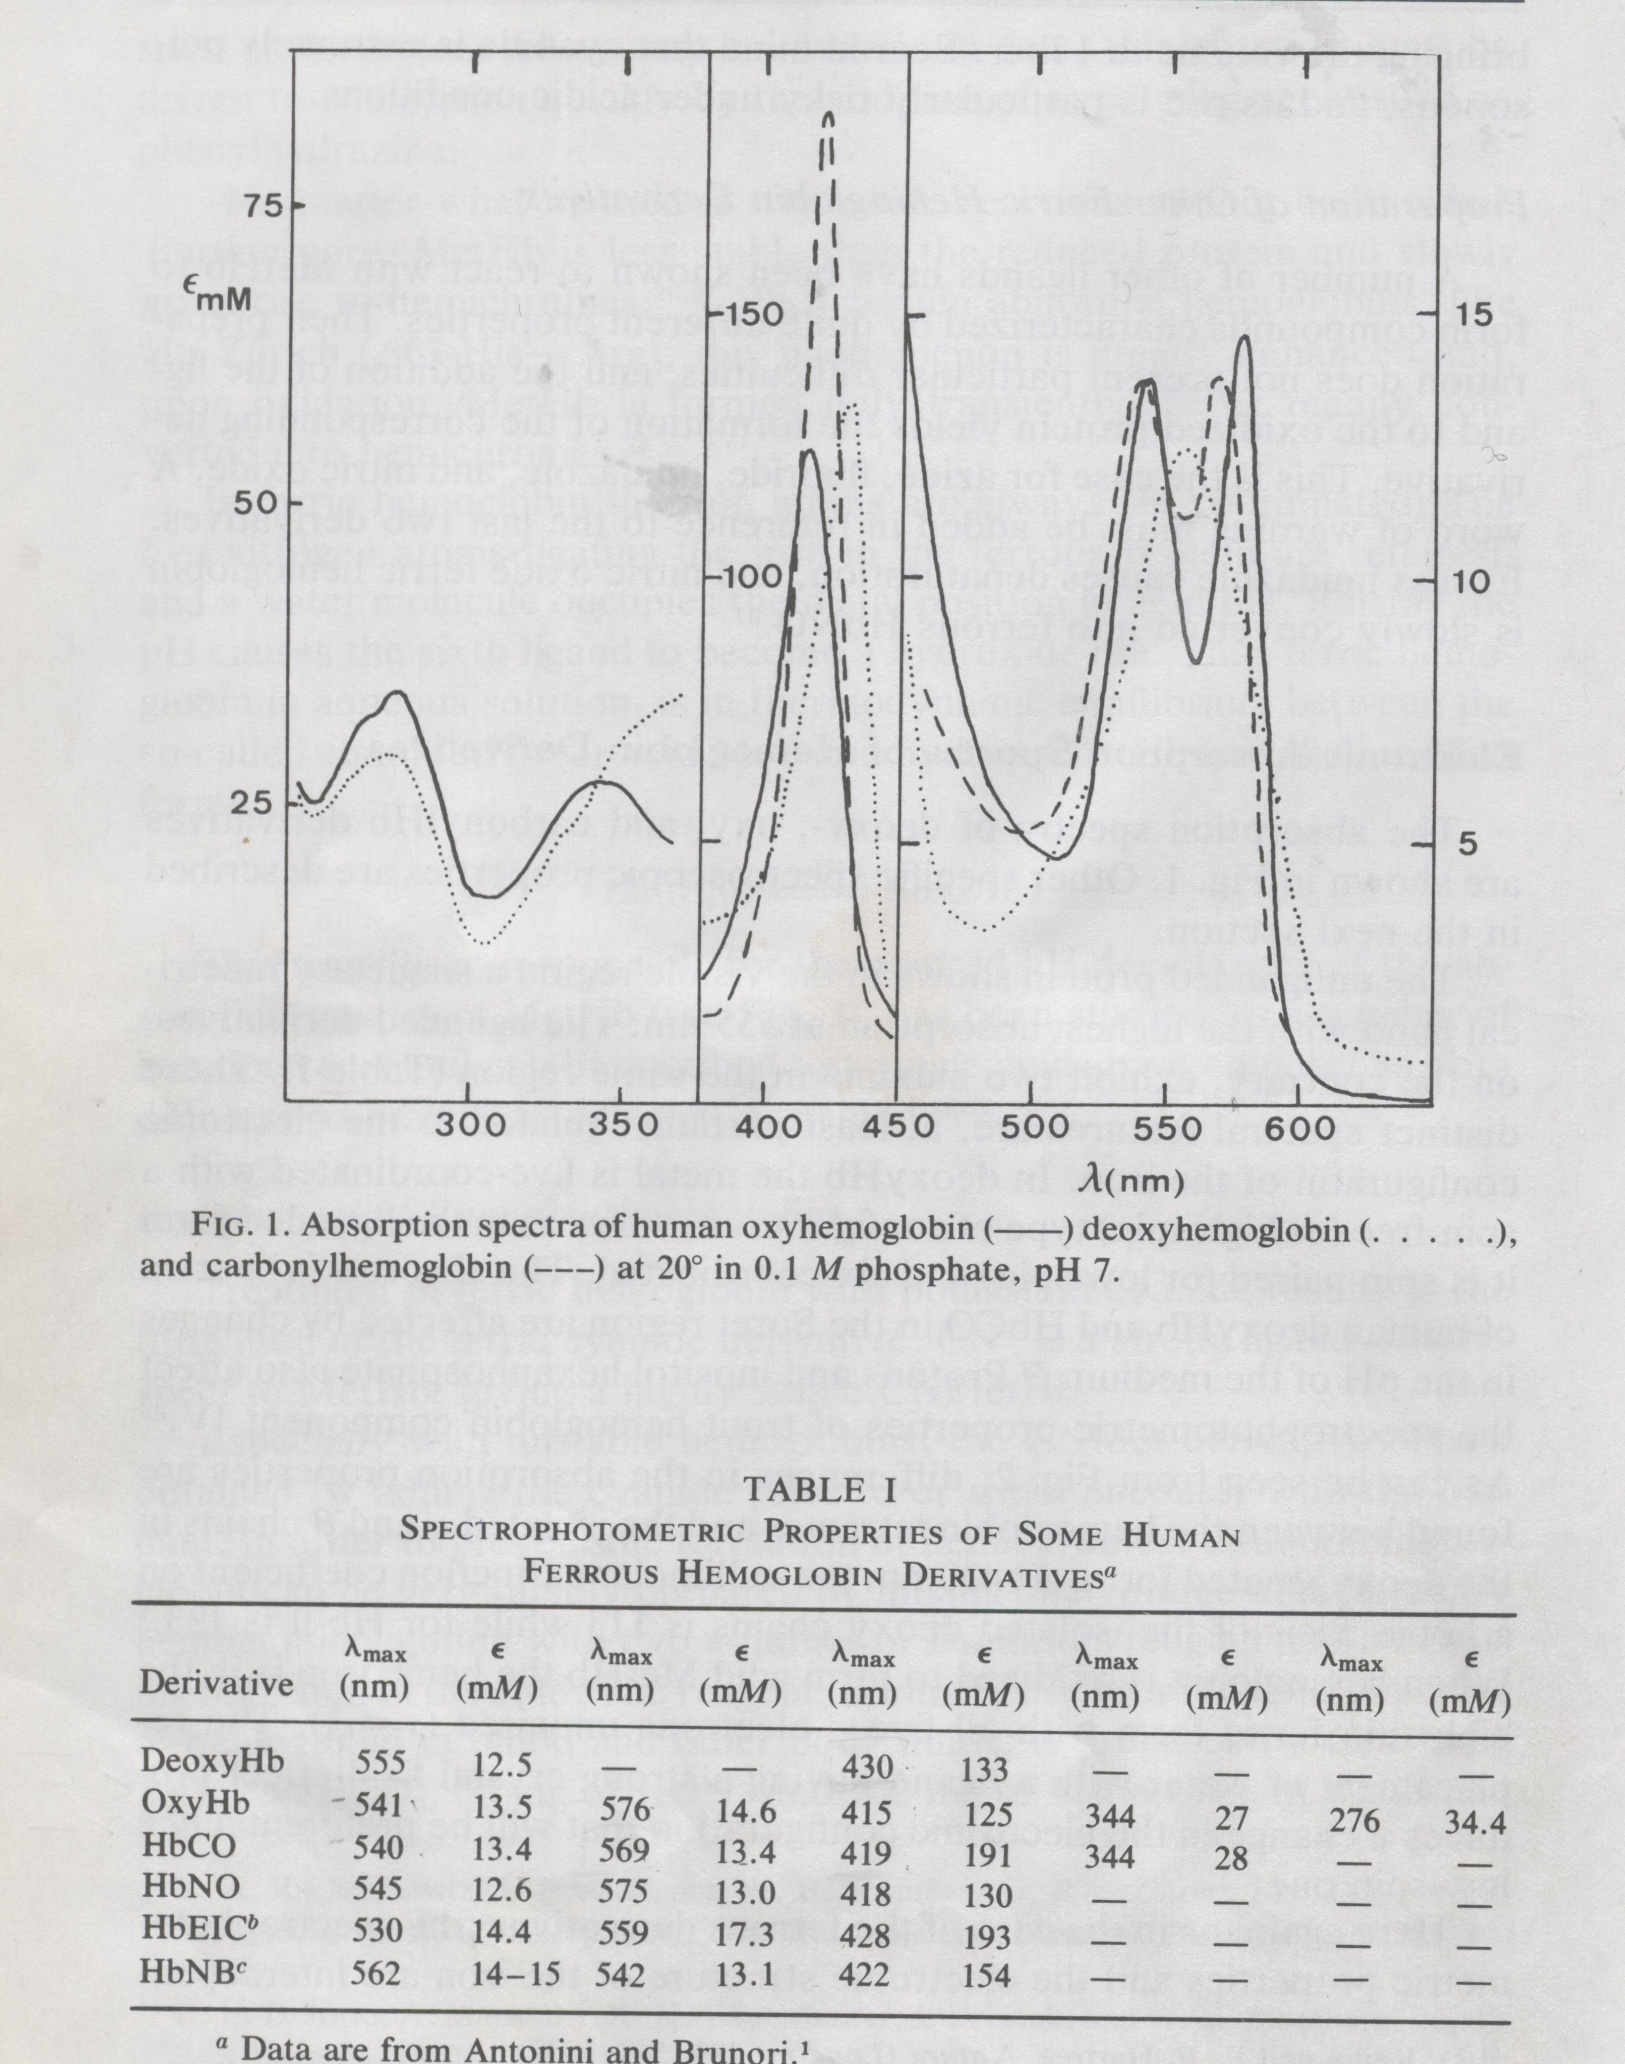 75
ϵmM
150
15
50
100
10
25
5
300 350 400 450 500 550 600
λ(nm)
FIG. 1. Absorption spectra of human oxyhemoglobin (——) deoxyhemoglobin (. . . . .),
and carbonylhemoglobin (---) at 20° in 0.1 M phosphate, pH 7.
TABLE I
SPECTROPHOTOMETRIC PROPERTIES OF SOME HUMAN
FERROUS HEMOGLOBIN DERIVATIVESa
λmax ϵ λmax ϵ λmax ϵ λmax ϵ λmax ϵ
Derivative (nm) (mM) (nm) (mM) (nm) (mM) (nm) (mM) (nm) (mM)
DeoxyHb 555 12.5 — — 430 133 — — — —
OxyHb 541 13.5 576 14.6 415 125 344 27 276 34.4
HbCO 540 13.4 569 13.4 419 191 344 28 — —
HbNO 545 12.6 575 13.0 418 130 — — — —
HbEICb 530 14.4 559 17.3 428 193 — — — —
HbNBc 562 14–15 542 13.1 422 154 — — — —
a Data are from Antonini and Brunori.1